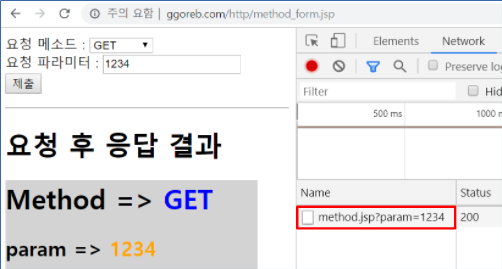 주의 요함 | ggoreb.com/http/method_form.jsp
요청 메소드 : GET
요청 파라미터 : 1234
제출
요청 후 응답 결과
Method => GET
param => 1234
Elements Network
Preserve log
Filter Hid
500 ms 1000 m
Name Status
method.jsp?param=1234 200